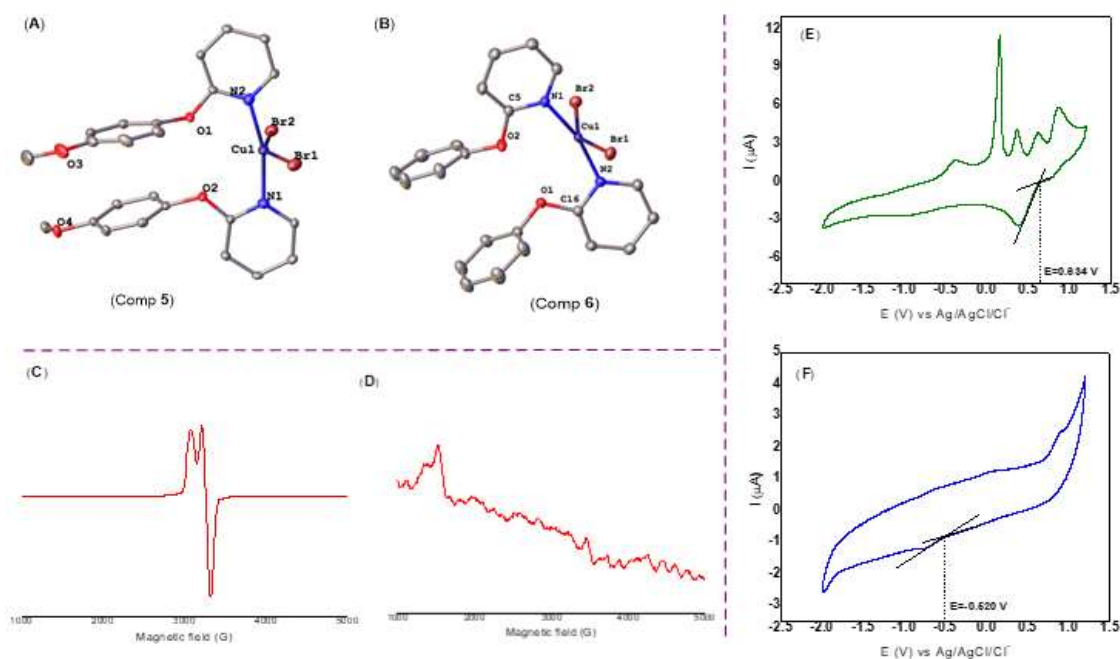 (A)
N2
O1
Br2
Cu1
Br1
O3
O2
N1
O4
(Comp 5)
(B)
Br2
N1
C5
Cu1
O2
Br1
N2
O1
C16
(Comp 6)
(C)
1000 2000 3000 4000 5000
Magnetic field (G)
(D)
1000 2000 3000 4000 5000
Magnetic field (G)
(E)
12
9
6
3
0
-3
-6
I (µA)
E=0.634 V
-2.5 -2.0 -1.5 -1.0 -0.5 0.0 0.5 1.0 1.5
E (V) vs Ag/AgCl/Cl⁻
(F)
5
4
3
2
1
0
-1
-2
-3
I (µA)
E=-0.520 V
-2.5 -2.0 -1.5 -1.0 -0.5 0.0 0.5 1.0 1.5
E (V) vs Ag/AgCl/Cl⁻